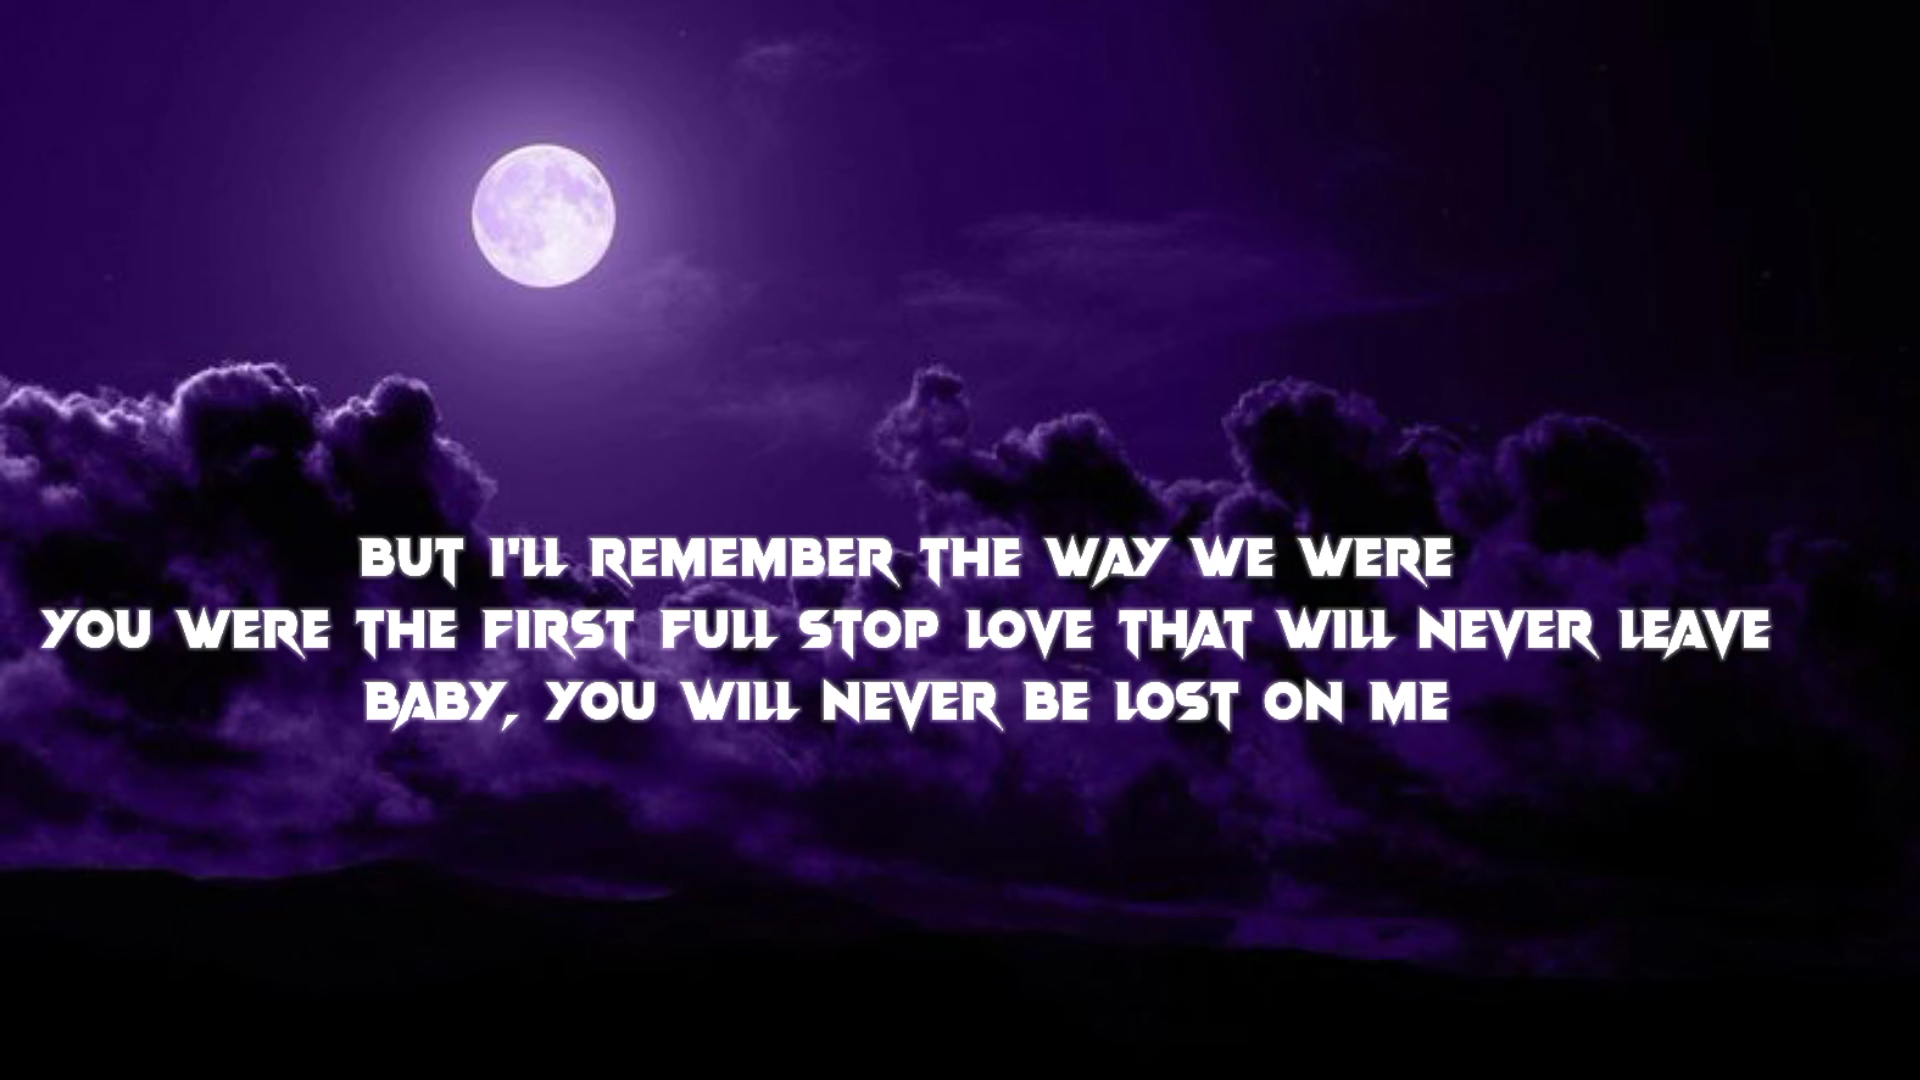 BUT I'LL REMEMBER THE WAY WE WERE
YOU WERE THE FIRST FULL STOP LOVE THAT WILL NEVER LEAVE
BABY, YOU WILL NEVER BE LOST ON ME